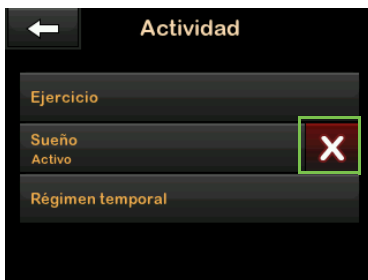 Actividad
Ejercicio
Sueño
Activo
Régimen temporal